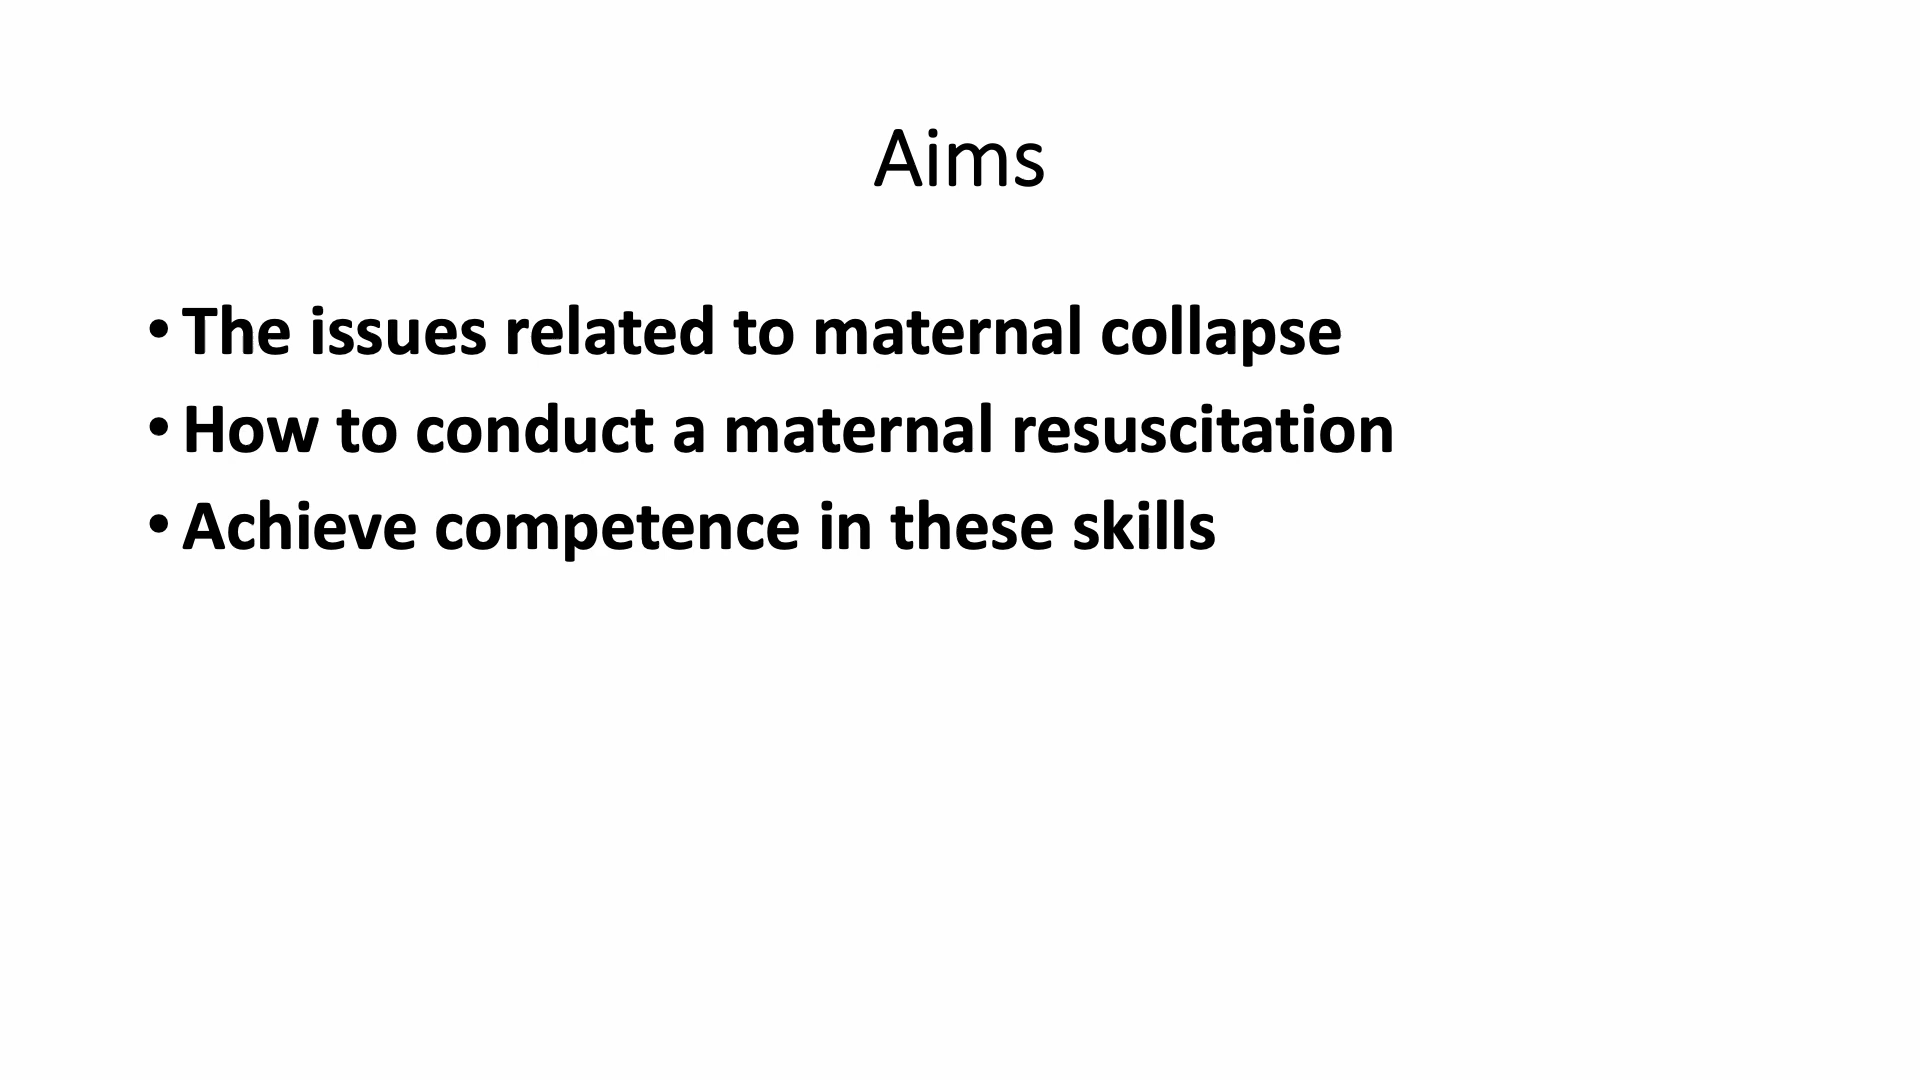 Aims
• The issues related to maternal collapse
• How to conduct a maternal resuscitation
• Achieve competence in these skills